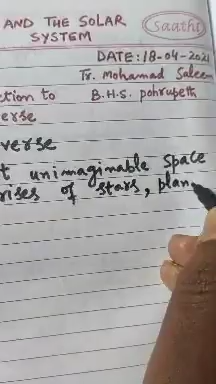 AND THE SOLAR
SYSTEM
Saathi
DATE:18-04-2021
Tr. Mohamad Saleem
ction to B.H.S. pohrupeth
erse
verse
t unimaginable space
rises of stars, plan